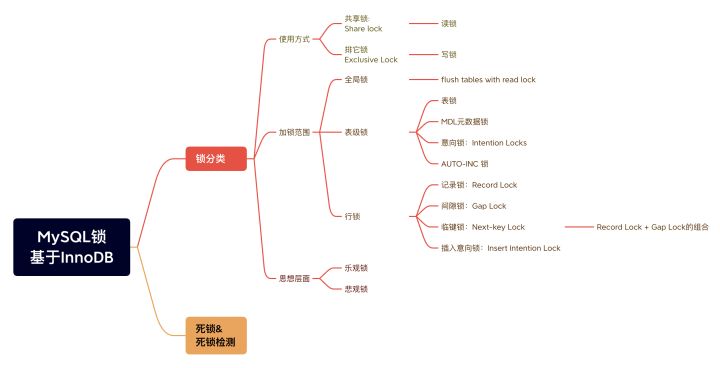 MySQL锁
基于InnoDB
锁分类
使用方式
共享锁:
Share lock
读锁
排它锁
Exclusive Lock
写锁
加锁范围
全局锁
flush tables with read lock
表级锁
表锁
MDL元数据锁
意向锁：Intention Locks
AUTO-INC 锁
行锁
记录锁：Record Lock
间隙锁：Gap Lock
临键锁：Next-key Lock
Record Lock + Gap Lock的组合
插入意向锁：Insert Intention Lock
思想层面
乐观锁
悲观锁
死锁&
死锁检测